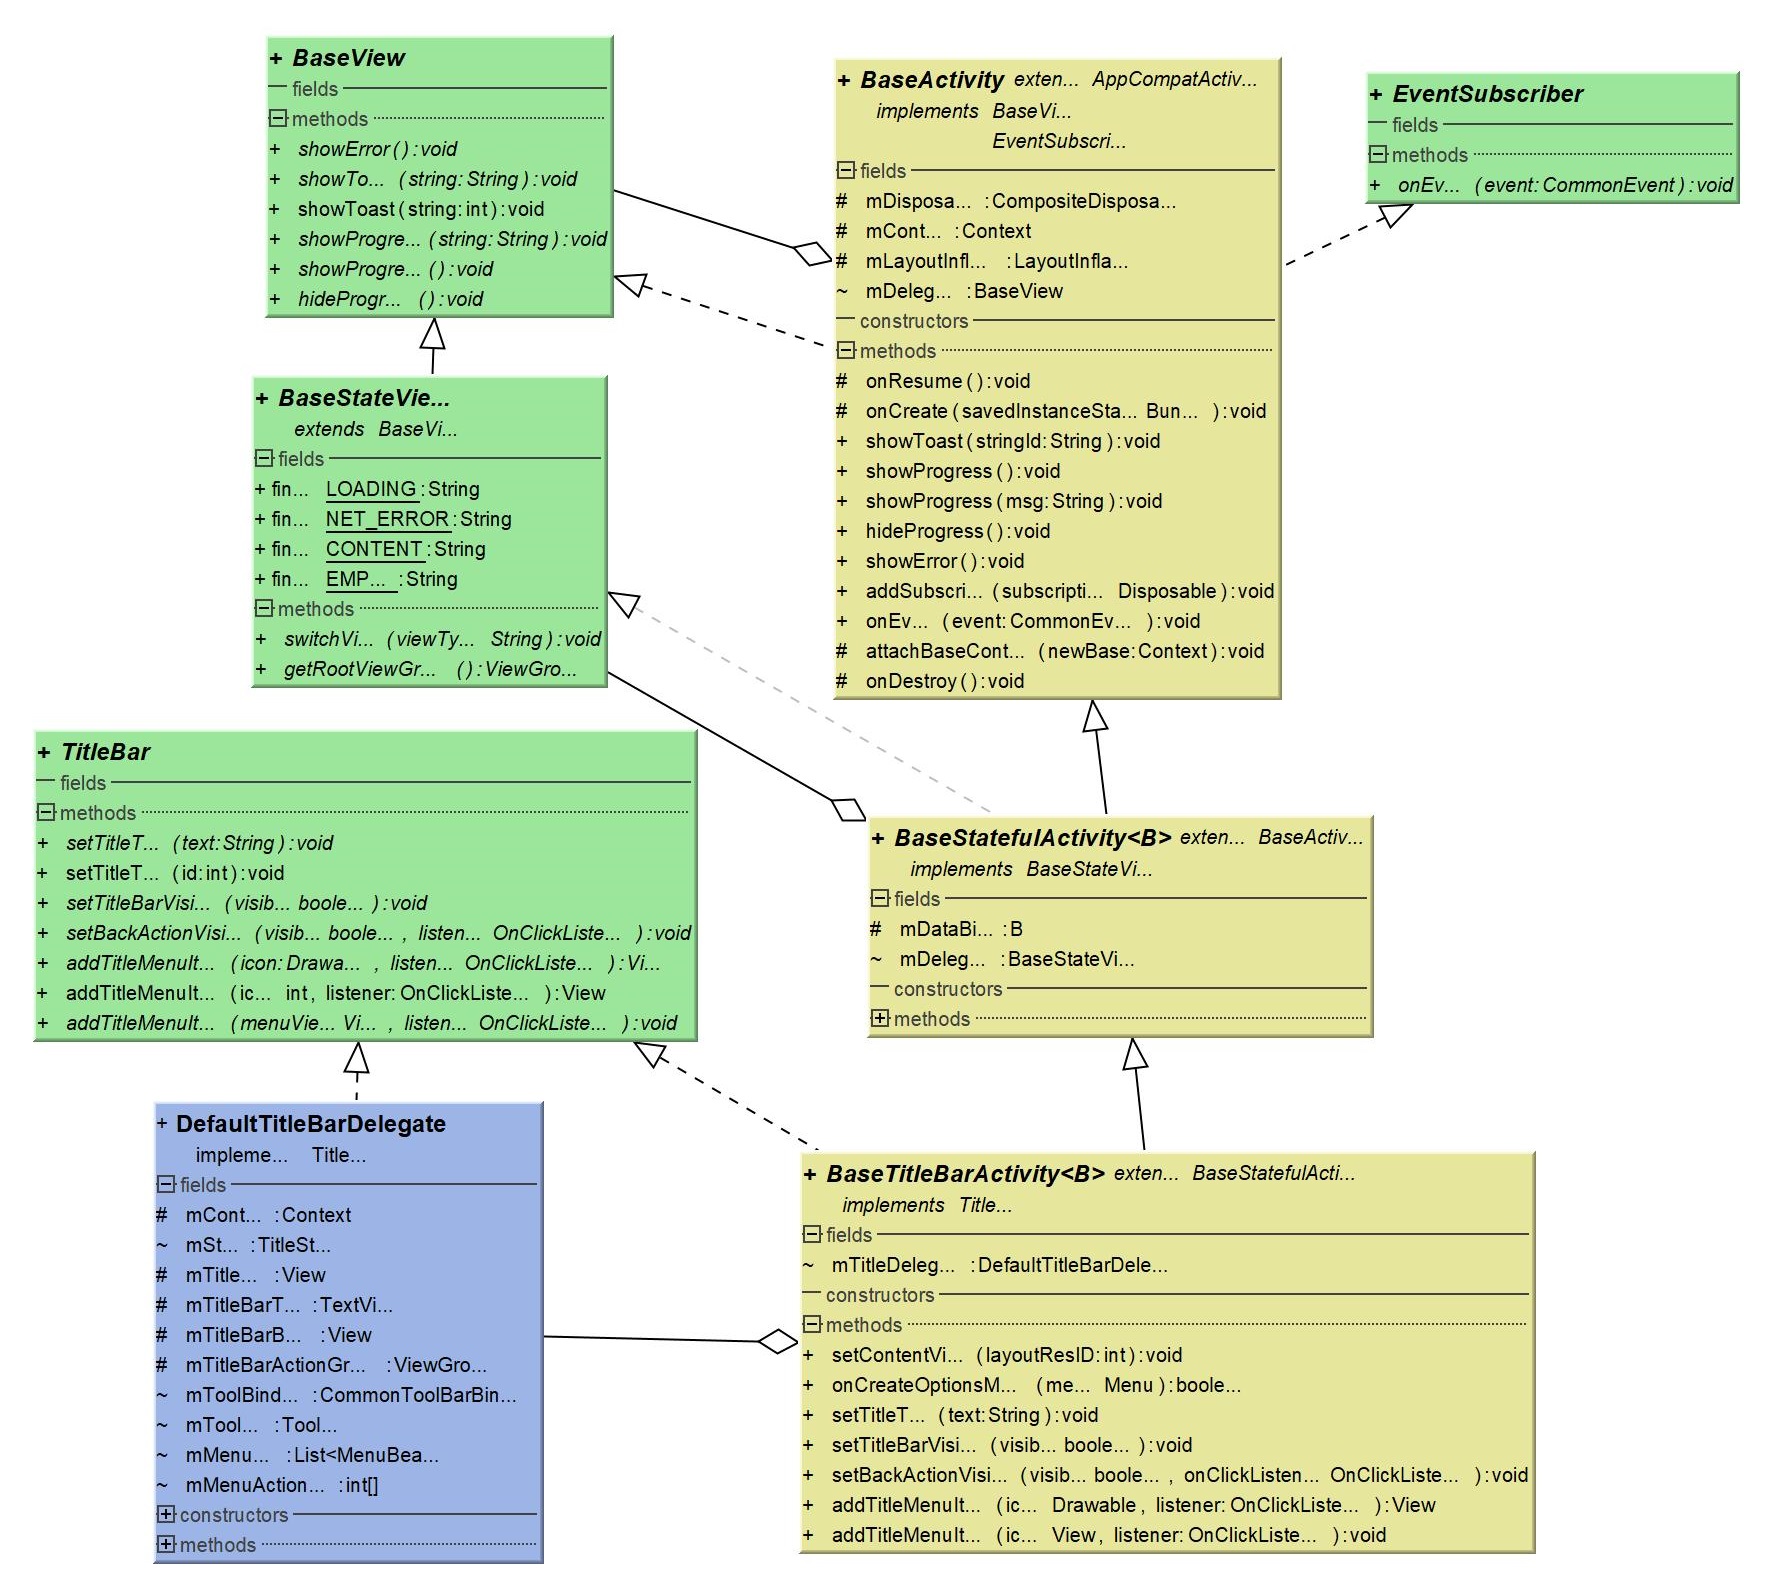 + BaseView
fields
methods
+ showError():void
+ showTo... (string:String):void
+ showToast(string:int):void
+ showProgre... (string:String):void
+ showProgre... ():void
+ hideProgr... ():void
+ BaseActivity exten... AppCompatActiv...
implements BaseVi...
EventSubscri...
fields
# mDisposa... :CompositeDisposa...
# mCont... :Context
# mLayoutInfl... :LayoutInfla...
~ mDeleg... :BaseView
constructors
methods
# onResume():void
# onCreate(savedInstanceSta... Bun... ):void
+ showToast(stringId:String):void
+ showProgress():void
+ showProgress(msg:String):void
+ hideProgress():void
+ showError():void
+ addSubscri... (subscripti... Disposable):void
+ onEv... (event:CommonEv... ):void
# attachBaseCont... (newBase:Context):void
# onDestroy():void
+ EventSubscriber
fields
methods
+ onEv... (event:CommonEvent):void
+ BaseStateVie...
extends BaseVi...
fields
+ fin... LOADING:String
+ fin... NET_ERROR:String
+ fin... CONTENT:String
+ fin... EMP... :String
methods
+ switchVi... (viewTy... String):void
+ getRootViewGr... ():ViewGro...
+ TitleBar
fields
methods
+ setTitleT... (text:String):void
+ setTitleT... (id:int):void
+ setTitleBarVisi... (visib... boole... ):void
+ setBackActionVisi... (visib... boole... , listen... OnClickListe... ):void
+ addTitleMenuIt... (icon:Drawa... , listen... OnClickListe... ):Vi...
+ addTitleMenuIt... (ic... int, listener:OnClickListe... ):View
+ addTitleMenuIt... (menuVie... Vi... , listen... OnClickListe... ):void
+ BaseStatefulActivity<B> exten... BaseActiv...
implements BaseStateVi...
fields
# mDataBi... :B
~ mDeleg... :BaseStateVi...
constructors
methods
+ DefaultTitleBarDelegate
impleme... Title...
fields
# mCont... :Context
~ mSt... :TitleSt...
# mTitle... :View
# mTitleBarT... :TextVi...
# mTitleBarB... :View
# mTitleBarActionGr... :ViewGro...
~ mToolBind... :CommonToolBarBin...
~ mTool... :Tool...
~ mMenu... :List<MenuBea...
~ mMenuAction... :int[]
constructors
methods
+ BaseTitleBarActivity<B> exten... BaseStatefulActi...
implements Title...
fields
~ mTitleDeleg... :DefaultTitleBarDele...
constructors
methods
+ setContentVi... (layoutResID:int):void
+ onCreateOptionsM... (me... Menu):boole...
+ setTitleT... (text:String):void
+ setTitleBarVisi... (visib... boole... ):void
+ setBackActionVisi... (visib... boole... , onClickListen... OnClickListe... ):void
+ addTitleMenuIt... (ic... Drawable, listener:OnClickListe... ):View
+ addTitleMenuIt... (ic... View, listener:OnClickListe... ):void